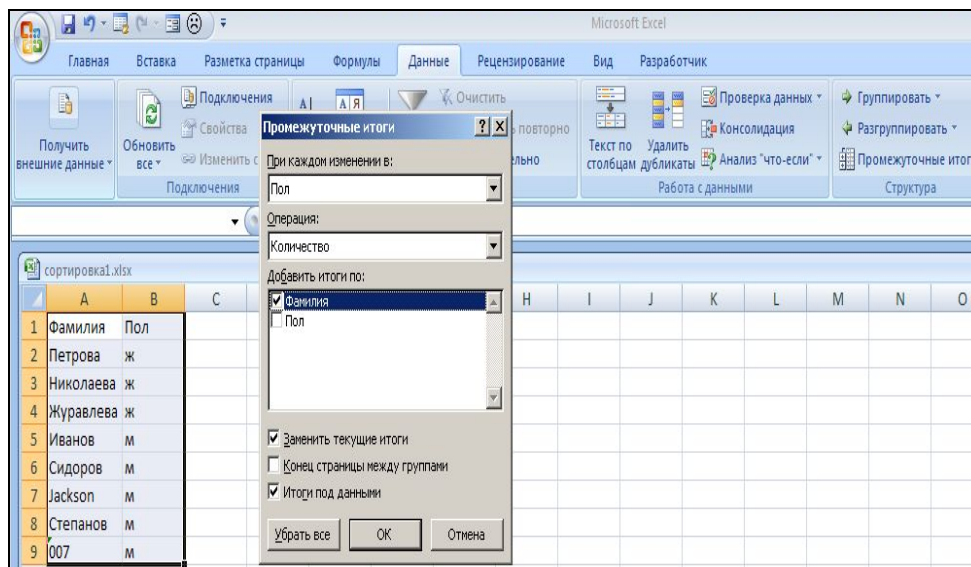 Microsoft Excel
Главная Вставка Разметка страницы Формулы Данные Рецензирование Вид Разработчик
Получить внешние данные
Обновить все
Подключения
Свойства
Изменить с
Подключения
А Я
Очистить
повторно
Текст по столбцам
Удалить дубликаты
Проверка данных
Консолидация
Анализ "что-если"
Работа с данными
Группировать
Разгруппировать
Промежуточные итог
Структура
Промежуточные итоги
При каждом изменении в:
Пол
Операция:
Количество
Добавить итоги по:
Фамилия
Пол
Заменить текущие итоги
Конец страницы между группами
Итоги под данными
Убрать все ОК Отмена
сортировка1.xlsx
A B C H I J K L M N O
1 Фамилия Пол
2 Петрова ж
3 Николаева ж
4 Журавлева ж
5 Иванов м
6 Сидоров м
7 Jackson м
8 Степанов м
9 007 м